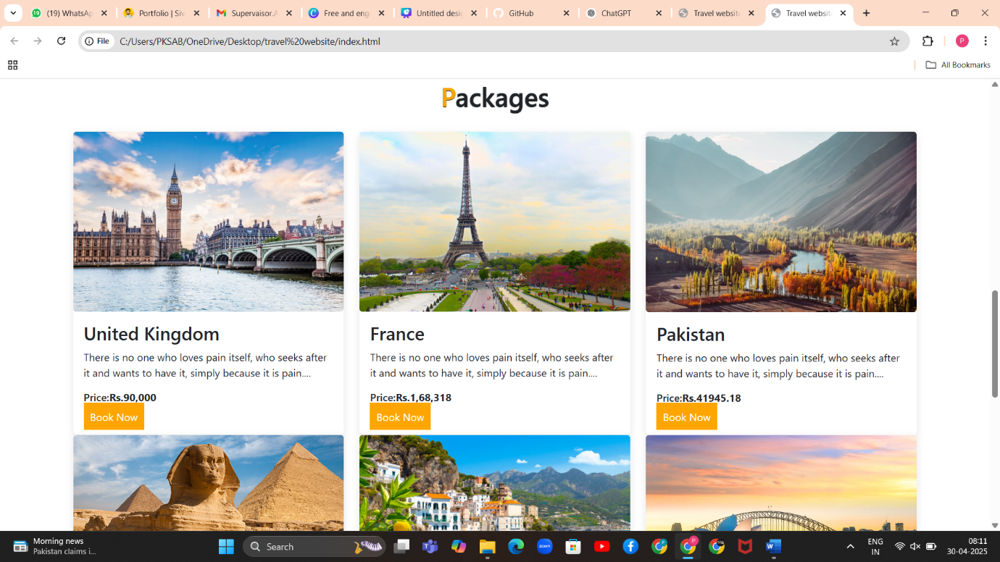 (19) WhatsAp
Portfolio | Siv
Supervaisor.A
Free and eng
Untitled desig
GitHub
ChatGPT
Travel website
Travel websit
File
C:/Users/PKSAB/OneDrive/Desktop/travel%20website/index.html
P
All Bookmarks
Packages
United Kingdom
There is no one who loves pain itself, who seeks after
it and wants to have it, simply because it is pain....
Price:Rs.90,000
Book Now
France
There is no one who loves pain itself, who seeks after
it and wants to have it, simply because it is pain....
Price:Rs.1,68,318
Book Now
Pakistan
There is no one who loves pain itself, who seeks after
it and wants to have it, simply because it is pain....
Price:Rs.41945.18
Book Now
Morning news
Pakistan claims i...
Search
zoom
ENG
IN
08:11
30-04-2025